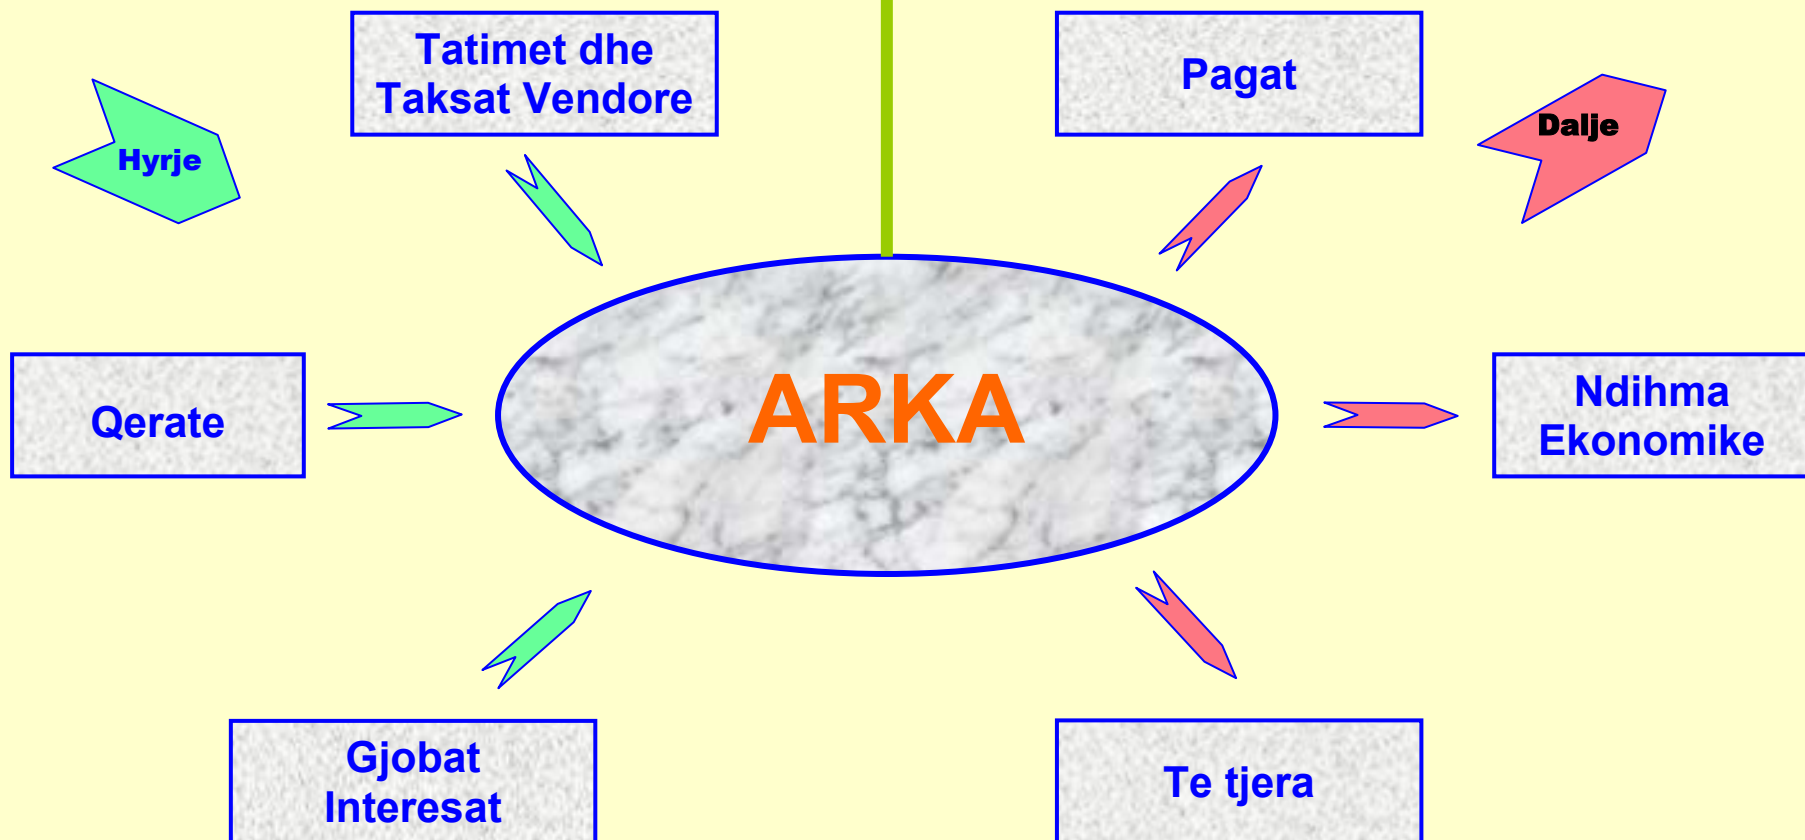 Tatimet dhe
Taksat Vendore
Pagat
Hyrje
Dalje
Qerate
ARKA
Ndihma
Ekonomike
Gjobat
Interesat
Te tjera